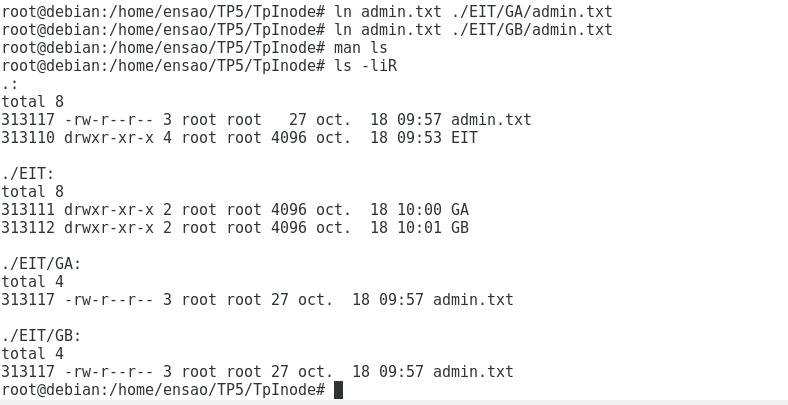 root@debian:/home/ensao/TP5/TpInode# ln admin.txt ./EIT/GA/admin.txt
root@debian:/home/ensao/TP5/TpInode# ln admin.txt ./EIT/GB/admin.txt
root@debian:/home/ensao/TP5/TpInode# man ls
root@debian:/home/ensao/TP5/TpInode# ls -liR
.:
total 8
313117 -rw-r--r-- 3 root root   27 oct.  18 09:57 admin.txt
313110 drwxr-xr-x 4 root root 4096 oct.  18 09:53 EIT

./EIT:
total 8
313111 drwxr-xr-x 2 root root 4096 oct.  18 10:00 GA
313112 drwxr-xr-x 2 root root 4096 oct.  18 10:01 GB

./EIT/GA:
total 4
313117 -rw-r--r-- 3 root root 27 oct.  18 09:57 admin.txt

./EIT/GB:
total 4
313117 -rw-r--r-- 3 root root 27 oct.  18 09:57 admin.txt
root@debian:/home/ensao/TP5/TpInode#